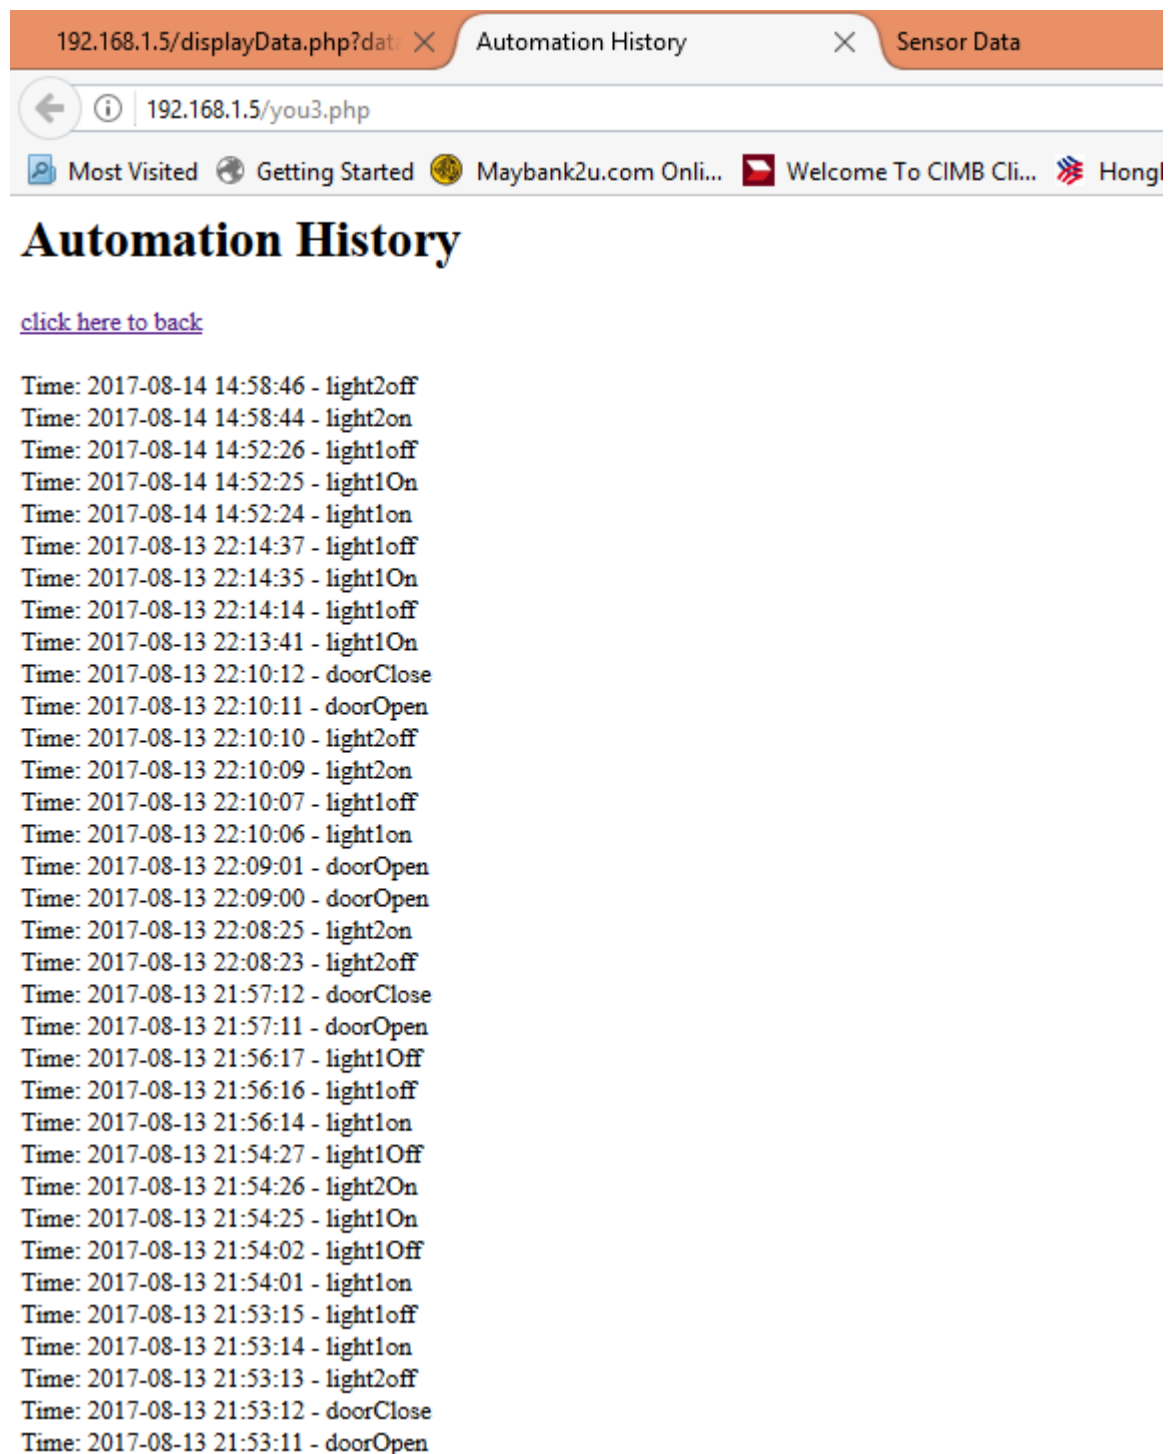 192.168.1.5/displayData.php?dat
Automation History
Sensor Data
192.168.1.5/you3.php
Most Visited
Getting Started
Maybank2u.com Onli...
Welcome To CIMB Cli...
Hongl
Automation History
click here to back
Time: 2017-08-14 14:58:46 - light2off
Time: 2017-08-14 14:58:44 - light2on
Time: 2017-08-14 14:52:26 - light1off
Time: 2017-08-14 14:52:25 - light1On
Time: 2017-08-14 14:52:24 - light1on
Time: 2017-08-13 22:14:37 - light1off
Time: 2017-08-13 22:14:35 - light1On
Time: 2017-08-13 22:14:14 - light1off
Time: 2017-08-13 22:13:41 - light1On
Time: 2017-08-13 22:10:12 - doorClose
Time: 2017-08-13 22:10:11 - doorOpen
Time: 2017-08-13 22:10:10 - light2off
Time: 2017-08-13 22:10:09 - light2on
Time: 2017-08-13 22:10:07 - light1off
Time: 2017-08-13 22:10:06 - light1on
Time: 2017-08-13 22:09:01 - doorOpen
Time: 2017-08-13 22:09:00 - doorOpen
Time: 2017-08-13 22:08:25 - light2on
Time: 2017-08-13 22:08:23 - light2off
Time: 2017-08-13 21:57:12 - doorClose
Time: 2017-08-13 21:57:11 - doorOpen
Time: 2017-08-13 21:56:17 - light1Off
Time: 2017-08-13 21:56:16 - light1off
Time: 2017-08-13 21:56:14 - light1on
Time: 2017-08-13 21:54:27 - light1Off
Time: 2017-08-13 21:54:26 - light2On
Time: 2017-08-13 21:54:25 - light1On
Time: 2017-08-13 21:54:02 - light1Off
Time: 2017-08-13 21:54:01 - light1on
Time: 2017-08-13 21:53:15 - light1off
Time: 2017-08-13 21:53:14 - light1on
Time: 2017-08-13 21:53:13 - light2off
Time: 2017-08-13 21:53:12 - doorClose
Time: 2017-08-13 21:53:11 - doorOpen